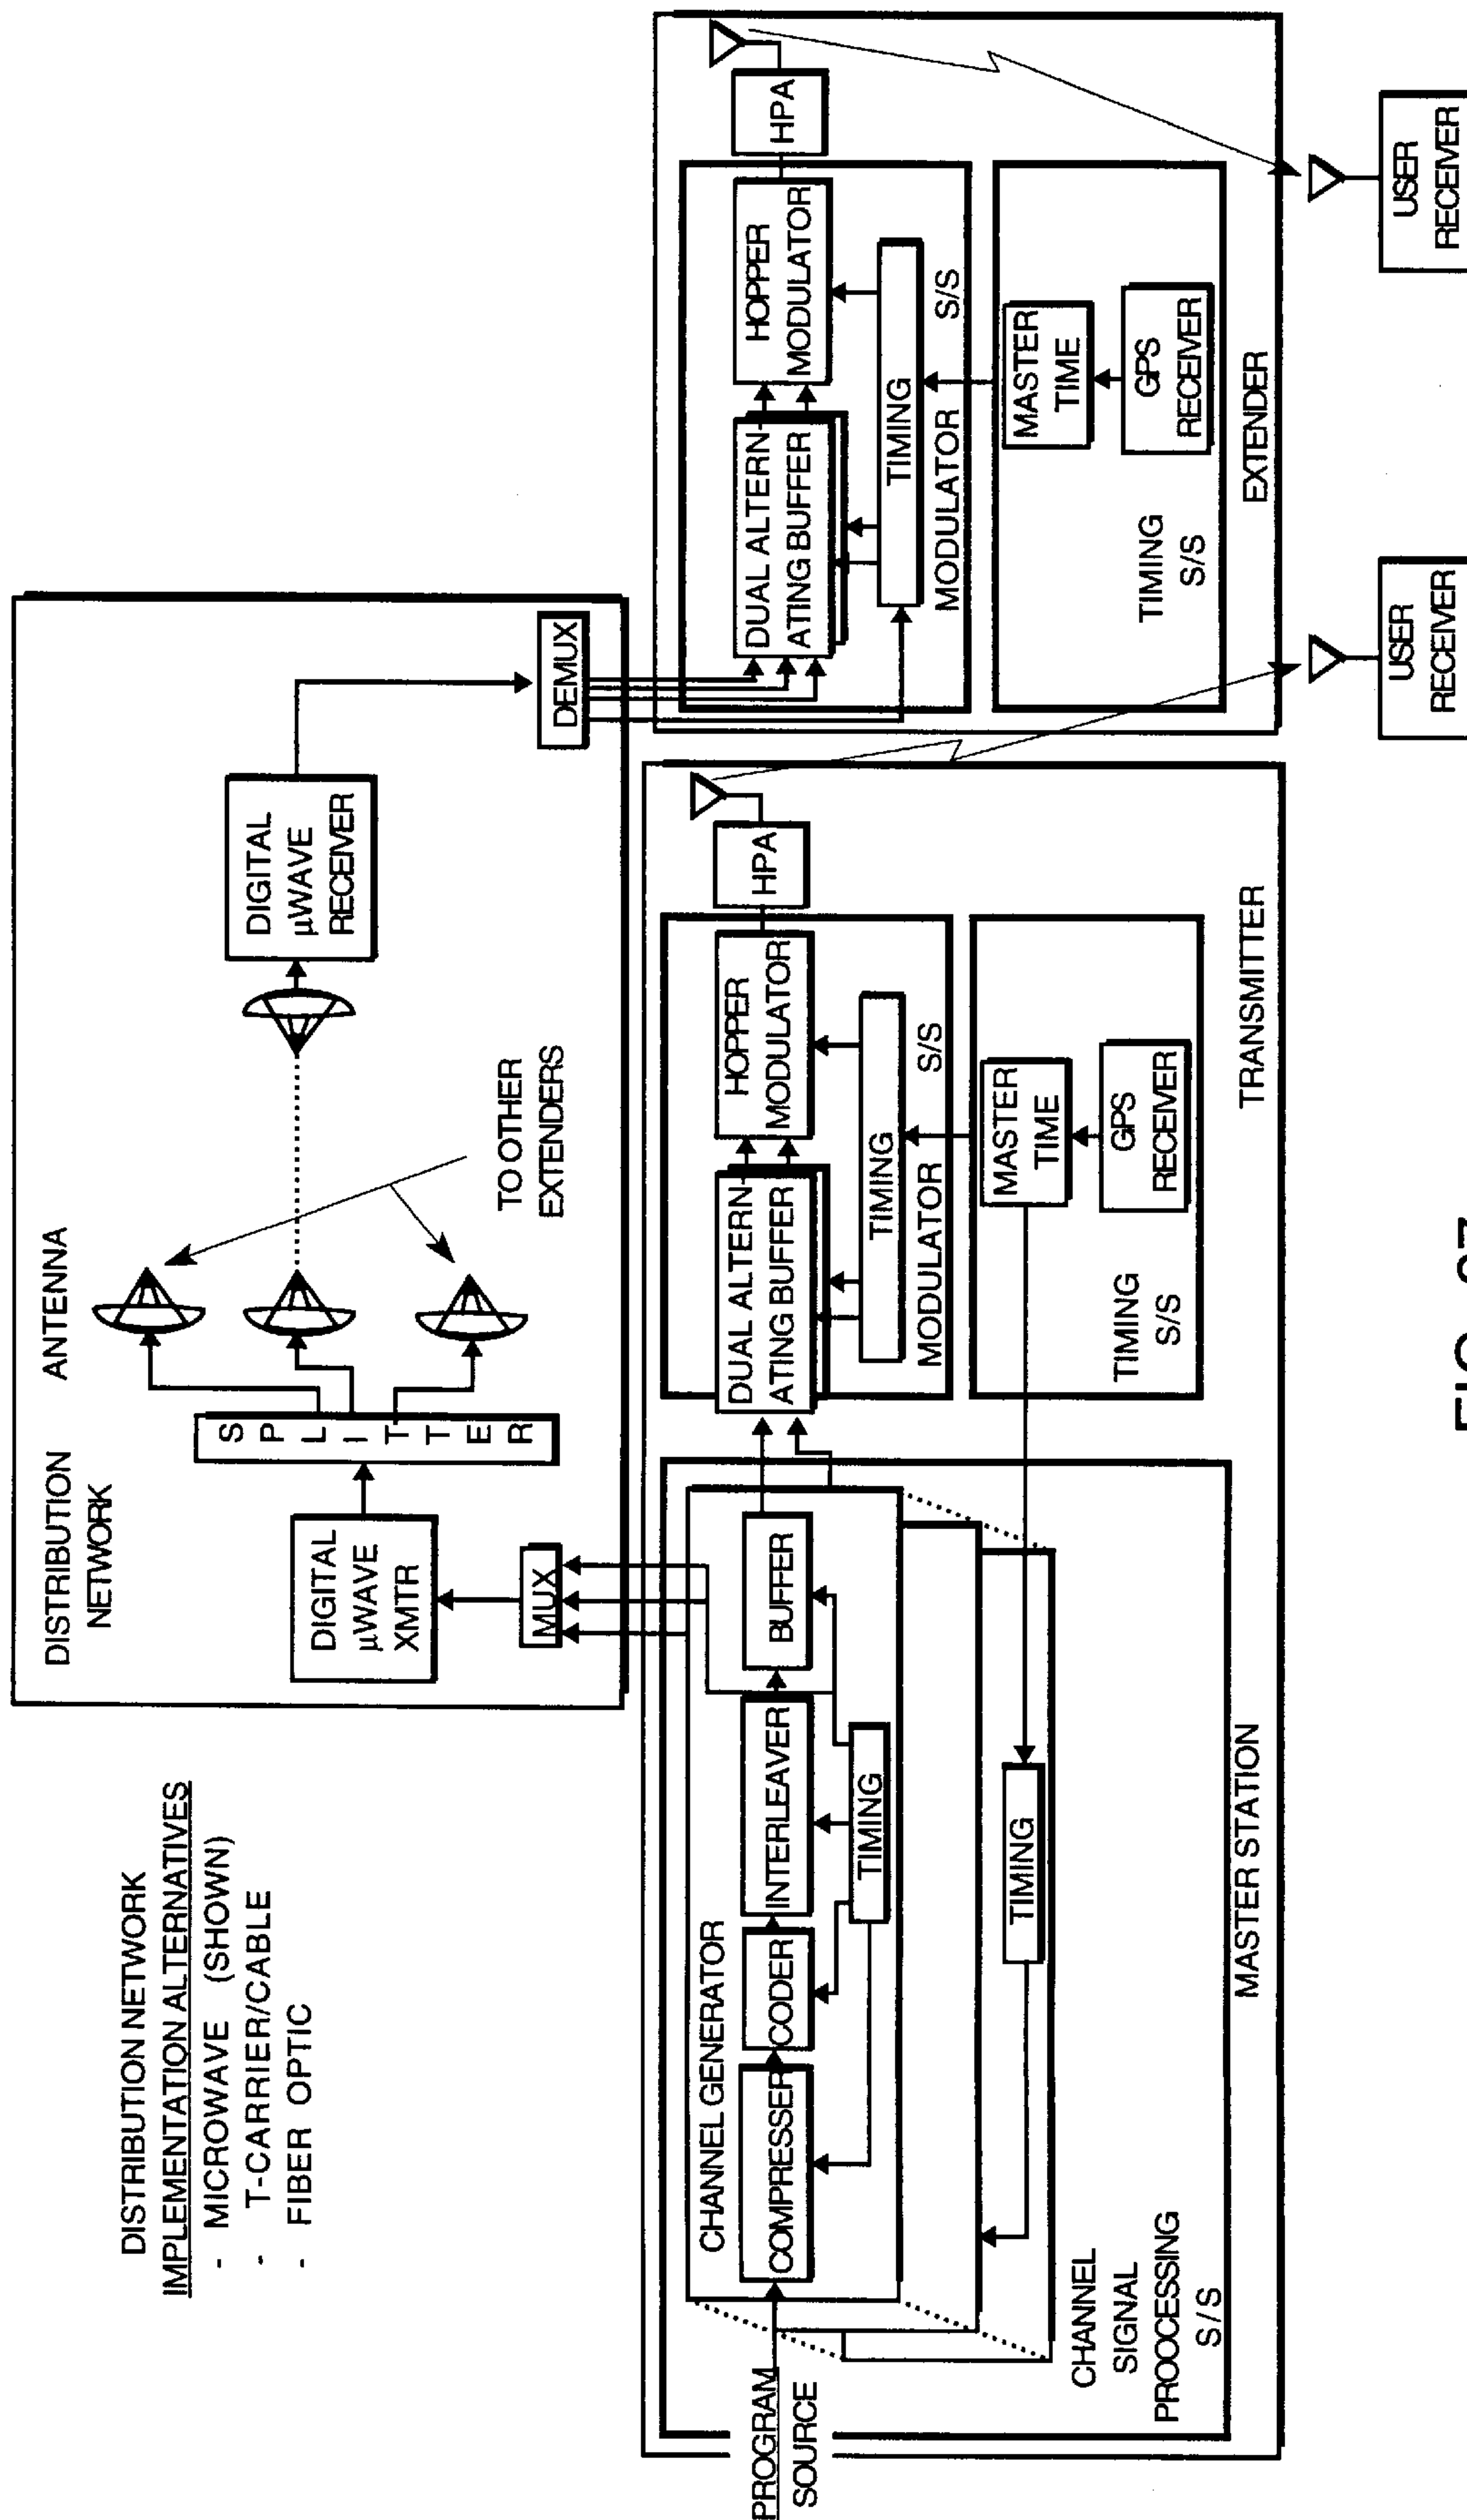 DISTRIBUTION NETWORK
IMPLEMENTATION ALTERNATIVES
- MICROWAVE (SHOWN)
- T-CARRIER/CABLE
- FIBER OPTIC
DISTRIBUTION
NETWORK
ANTENNA
DIGITAL
µWAVE
XMTR
MUX
SPLITTER
TO OTHER
EXTENDERS
DIGITAL
µWAVE
RECEIVER
DEMUX
PROGRAM
SOURCE
CHANNEL GENERATOR
COMPRESSER
CODER
INTERLEAVER
BUFFER
TIMING
TIMING
CHANNEL
SIGNAL
PROOCESSING
S/S
MASTER STATION
DUAL ALTERN-
ATING BUFFER
HOPPER
MODULATOR
TIMING
MODULATOR S/S
HPA
MASTER
TIME
GPS
RECEIVER
TIMING
S/S
TRANSMITTER
DUAL ALTERN-
ATING BUFFER
HOPPER
MODULATOR
TIMING
MODULATOR S/S
HPA
MASTER
TIME
GPS
RECEIVER
TIMING
S/S
EXTENDER
USER
RECEIVER
USER
RECEIVER